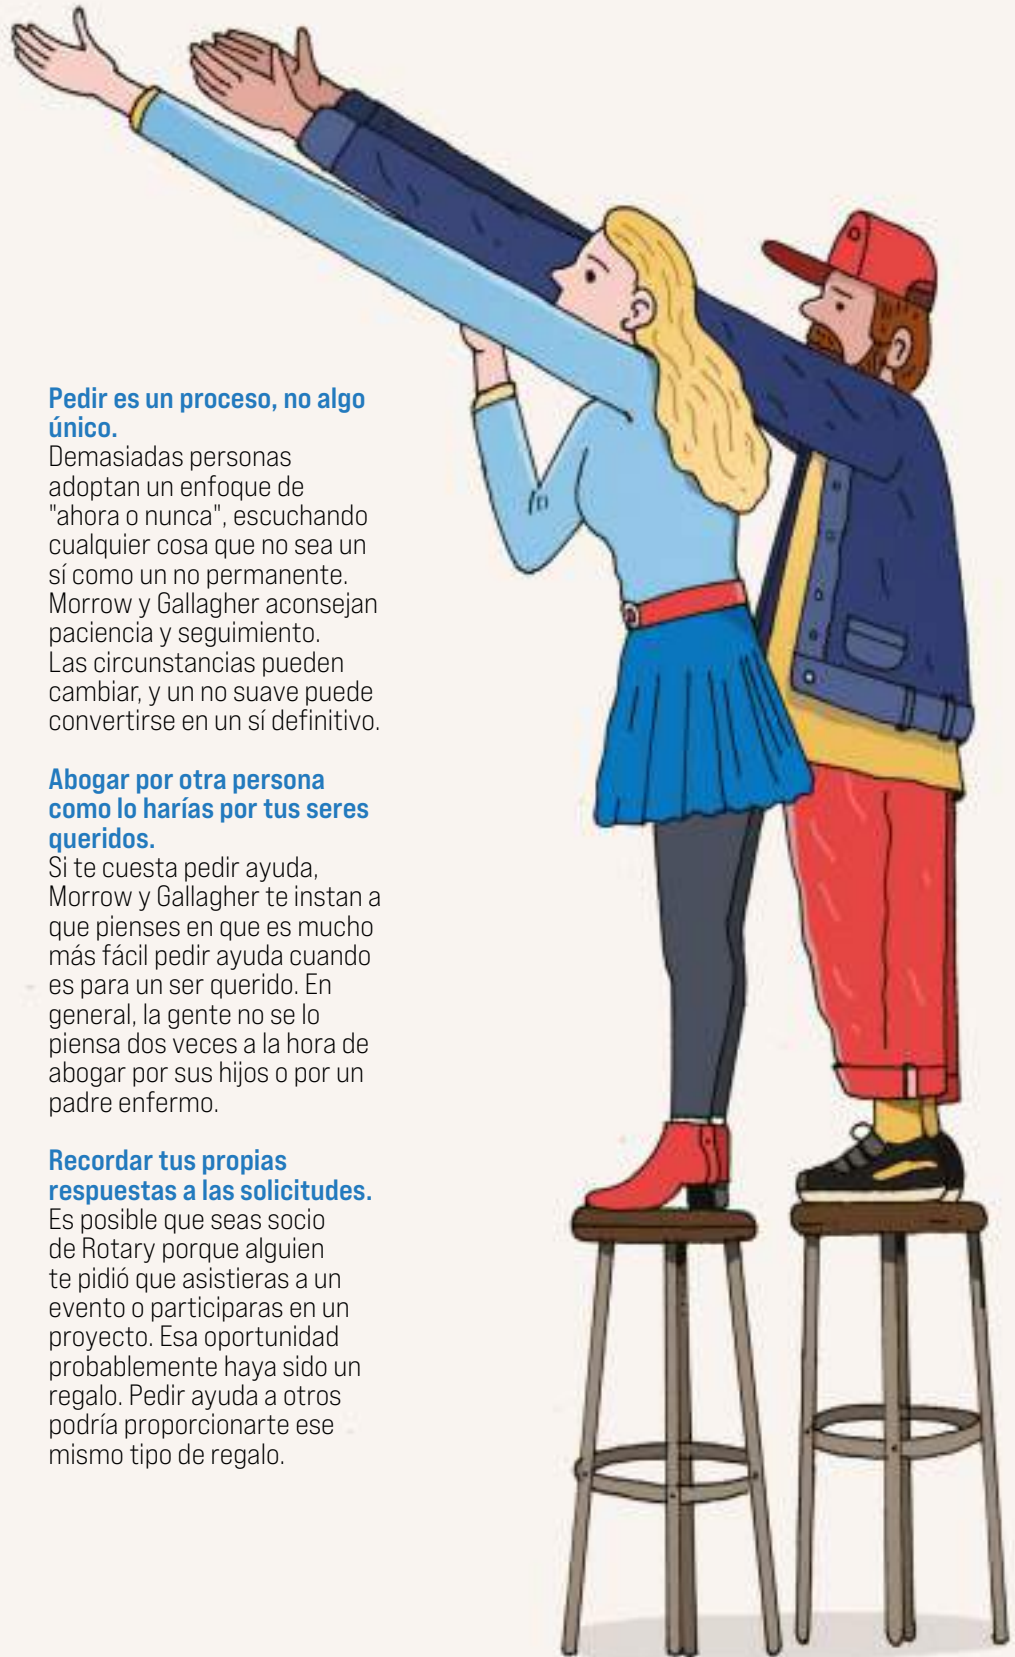 Pedir es un proceso, no algo
único.
Demasiadas personas
adoptan un enfoque de
"ahora o nunca", escuchando
cualquier cosa que no sea un
sí como un no permanente.
Morrow y Gallagher aconsejan
paciencia y seguimiento.
Las circunstancias pueden
cambiar, y un no suave puede
convertirse en un sí definitivo.
Abogar por otra persona
como lo harías por tus seres
queridos.
Si te cuesta pedir ayuda,
Morrow y Gallagher te instan a
que pienses en que es mucho
más fácil pedir ayuda cuando
es para un ser querido. En
general, la gente no se lo
piensa dos veces a la hora de
abogar por sus hijos o por un
padre enfermo.
Recordar tus propias
respuestas a las solicitudes.
Es posible que seas socio
de Rotary porque alguien
te pidió que asistieras a un
evento o participaras en un
proyecto. Esa oportunidad
probablemente haya sido un
regalo. Pedir ayuda a otros
podría proporcionarte ese
mismo tipo de regalo.